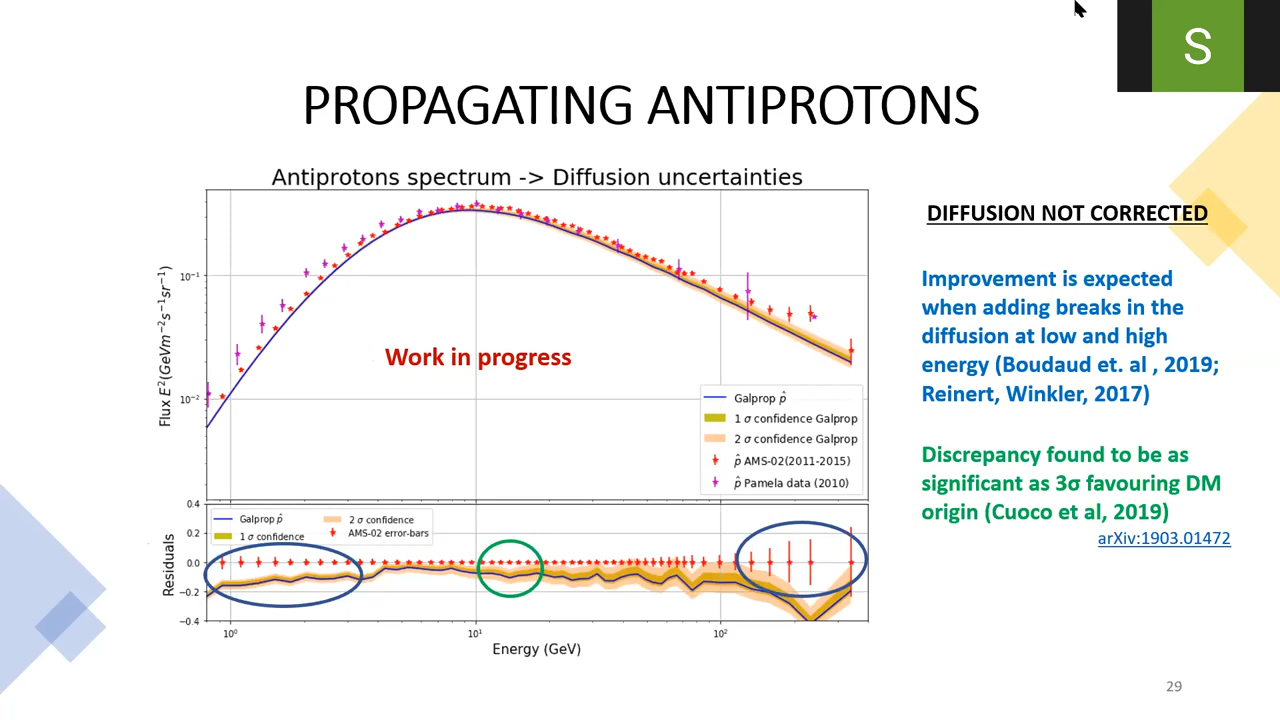 S
PROPAGATING ANTIPROTONS
Antiprotons spectrum -> Diffusion uncertainties
Flux E²(GeVm⁻²s⁻¹sr⁻¹)
10⁻¹
10⁻²
Work in progress
Galprop p̂
1 σ confidence Galprop
2 σ confidence Galprop
p̂ AMS-02(2011-2015)
p̂ Pamela data (2010)
Residuals
0.4
0.2
0.0
−0.2
−0.4
Galprop p̂
1 σ confidence
2 σ confidence
AMS-02 error-bars
10⁰
10¹
10²
Energy (GeV)
DIFFUSION NOT CORRECTED
Improvement is expected
when adding breaks in the
diffusion at low and high
energy (Boudaud et. al , 2019;
Reinert, Winkler, 2017)
Discrepancy found to be as
significant as 3σ favouring DM
origin (Cuoco et al, 2019)
arXiv:1903.01472
29